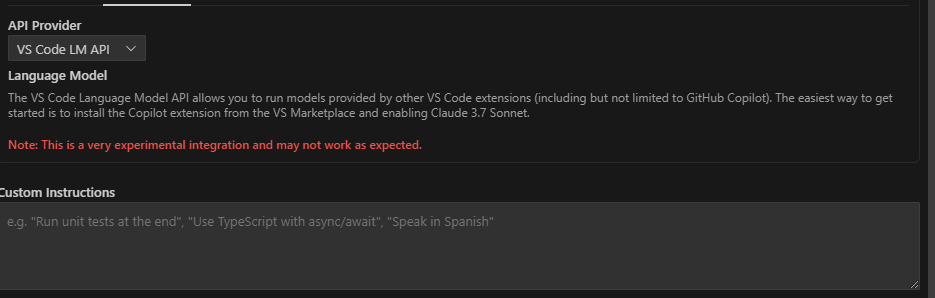 API Provider
VS Code LM API
Language Model
The VS Code Language Model API allows you to run models provided by other VS Code extensions (including but not limited to GitHub Copilot). The easiest way to get
started is to install the Copilot extension from the VS Marketplace and enabling Claude 3.7 Sonnet.
Note: This is a very experimental integration and may not work as expected.
Custom Instructions
e.g. "Run unit tests at the end", "Use TypeScript with async/await", "Speak in Spanish"